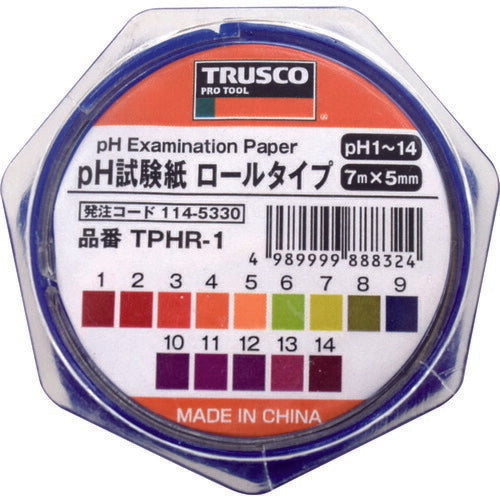 TRUSCO
PRO TOOL
®
pH Examination Paper
pH1~14
pH試験紙 ロールタイプ
7m×5mm
発注コード 114-5330
品番 TPHR-1
4 989999 888324
1 2 3 4 5 6 7 8 9
10 11 12 13 14
MADE IN CHINA